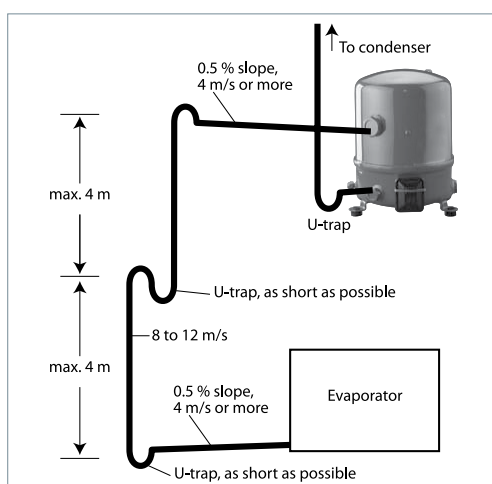 To condenser
0.5 % slope,
4 m/s or more
max. 4 m
U-trap
U-trap, as short as possible
8 to 12 m/s
max. 4 m
0.5 % slope,
4 m/s or more
Evaporator
U-trap, as short as possible